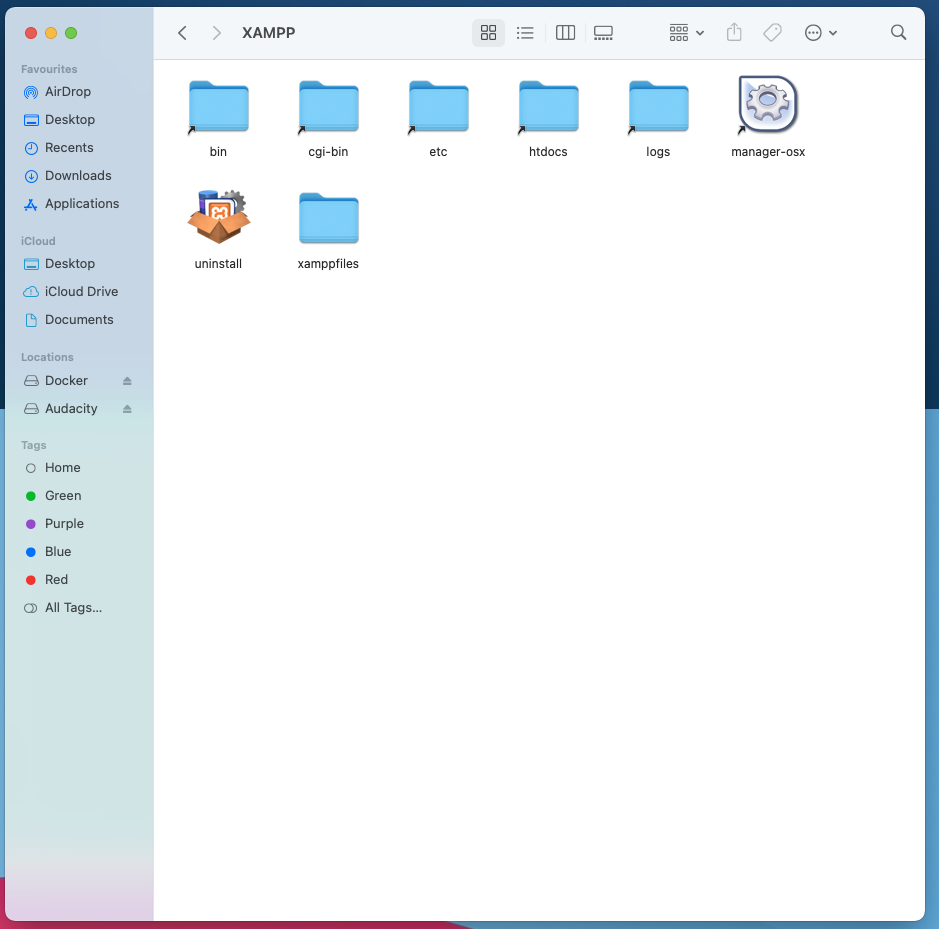 XAMPP
Favourites
AirDrop
Desktop
Recents
Downloads
Applications
iCloud
Desktop
iCloud Drive
Documents
Locations
Docker
Audacity
Tags
Home
Green
Purple
Blue
Red
All Tags...
bin
cgi-bin
etc
htdocs
logs
manager-osx
uninstall
xamppfiles